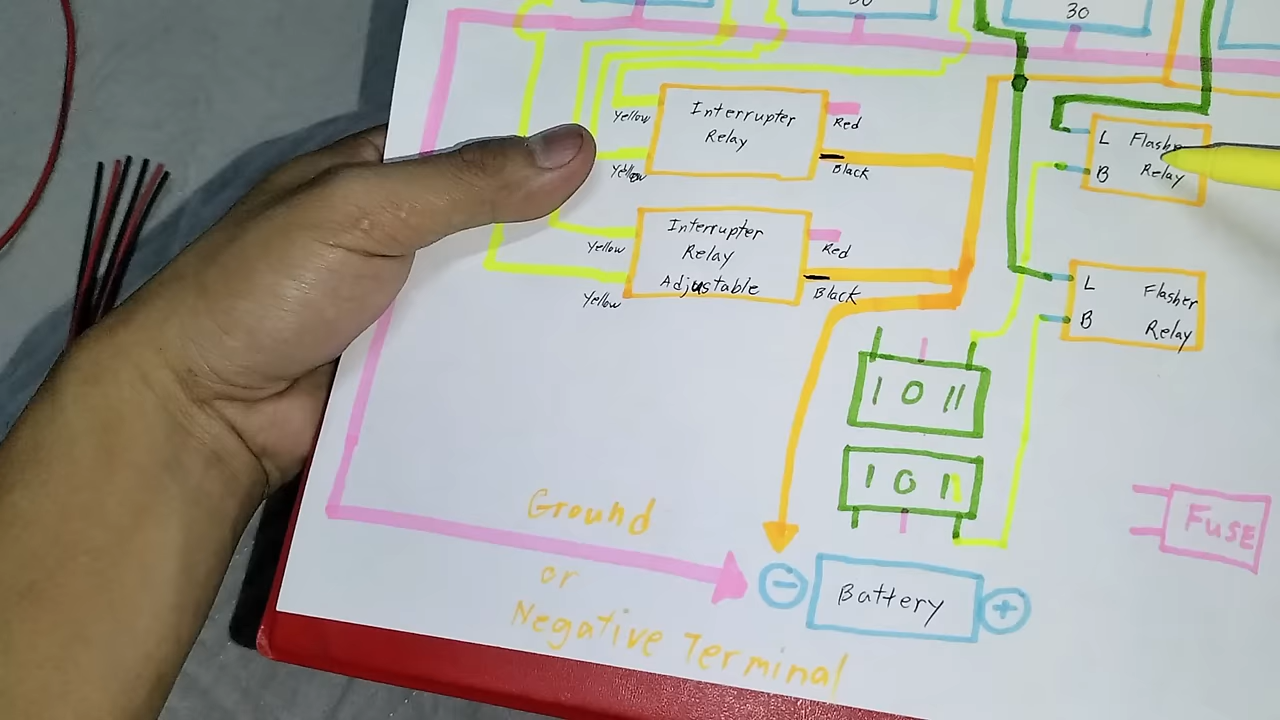 30
Interrupter
Relay
Yellow
Yellow
Red
Black
Interrupter
Relay
Adjustable
Yellow
Yellow
Red
Black
L Flasher
B Relay
L Flasher
B Relay
1 0 11
1 0 1
Fuse
Ground
or
Negative Terminal
- Battery +